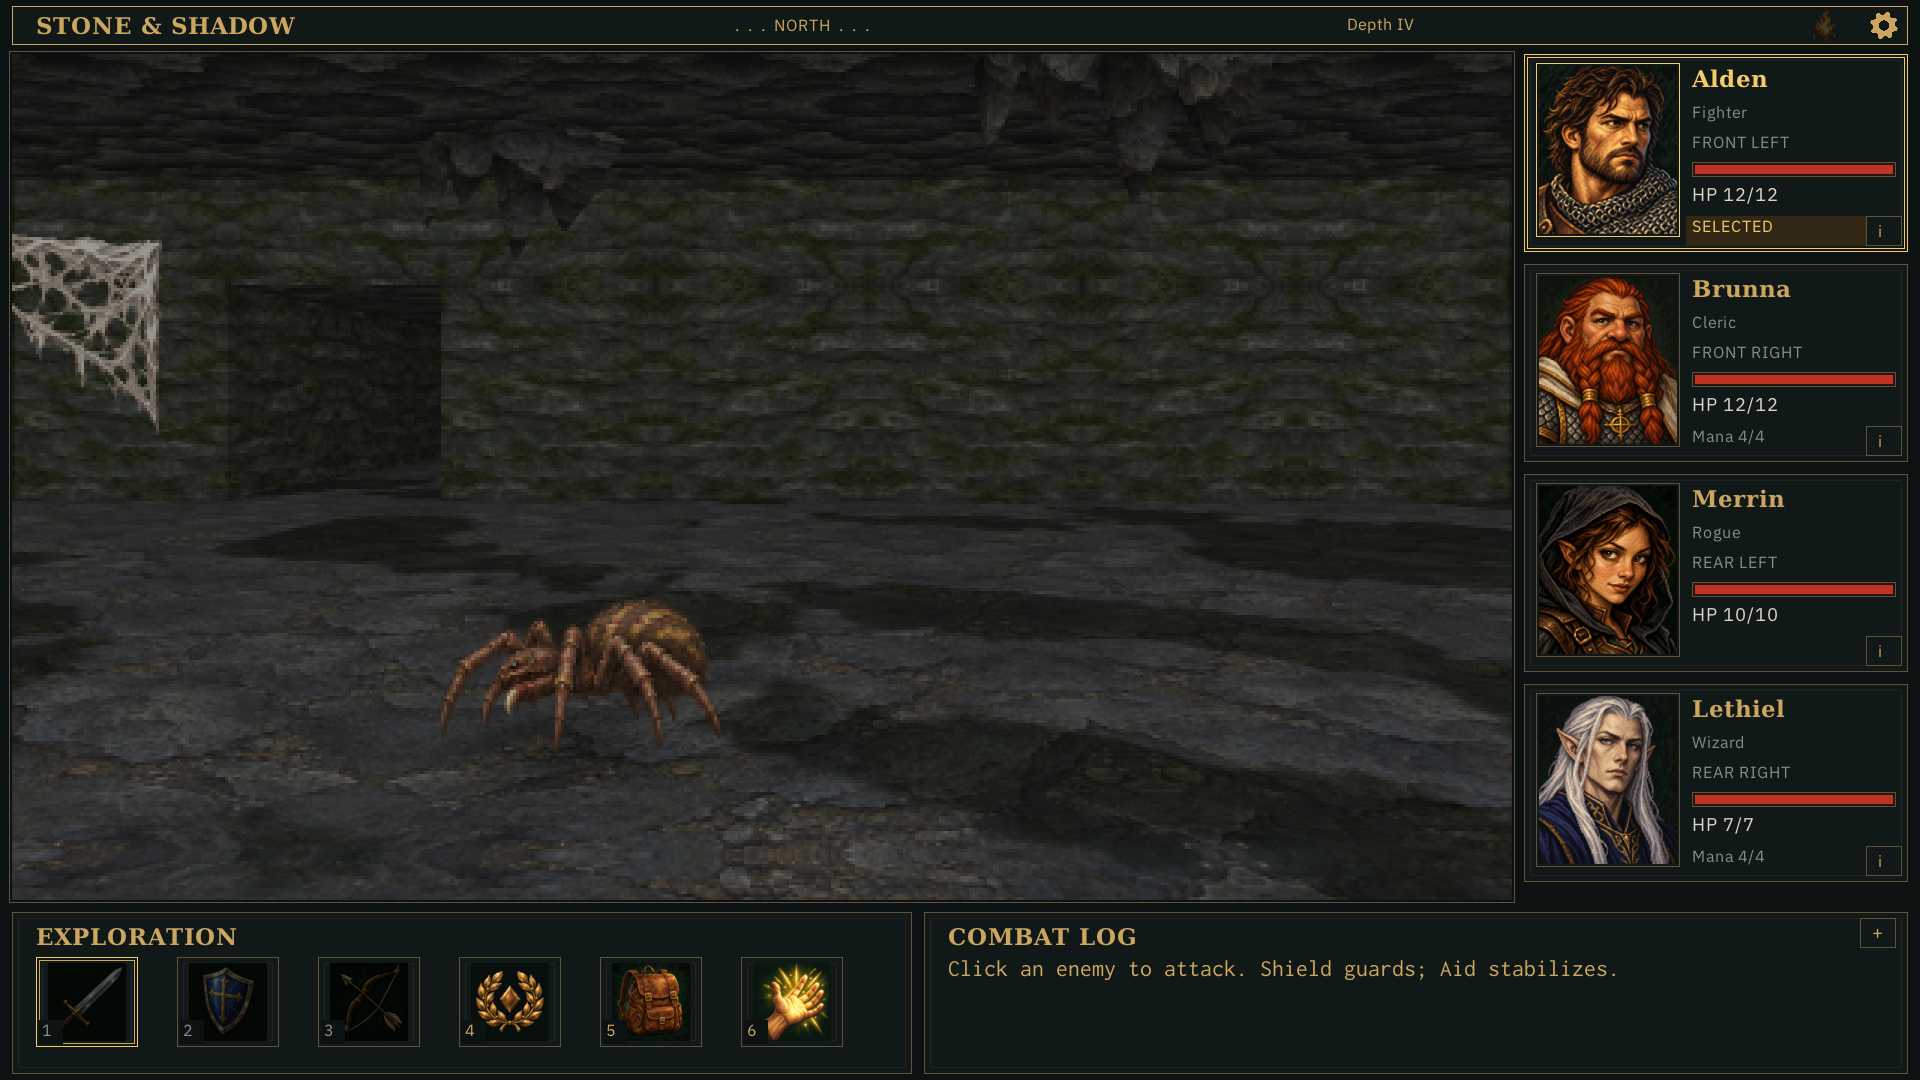 STONE & SHADOW
. . . NORTH . . .
Depth IV
Alden
Fighter
FRONT LEFT
HP 12/12
SELECTED
i
Brunna
Cleric
FRONT RIGHT
HP 12/12
Mana 4/4
i
Merrin
Rogue
REAR LEFT
HP 10/10
i
Lethiel
Wizard
REAR RIGHT
HP 7/7
Mana 4/4
i
EXPLORATION
1
2
3
4
5
6
COMBAT LOG
+
Click an enemy to attack. Shield guards; Aid stabilizes.